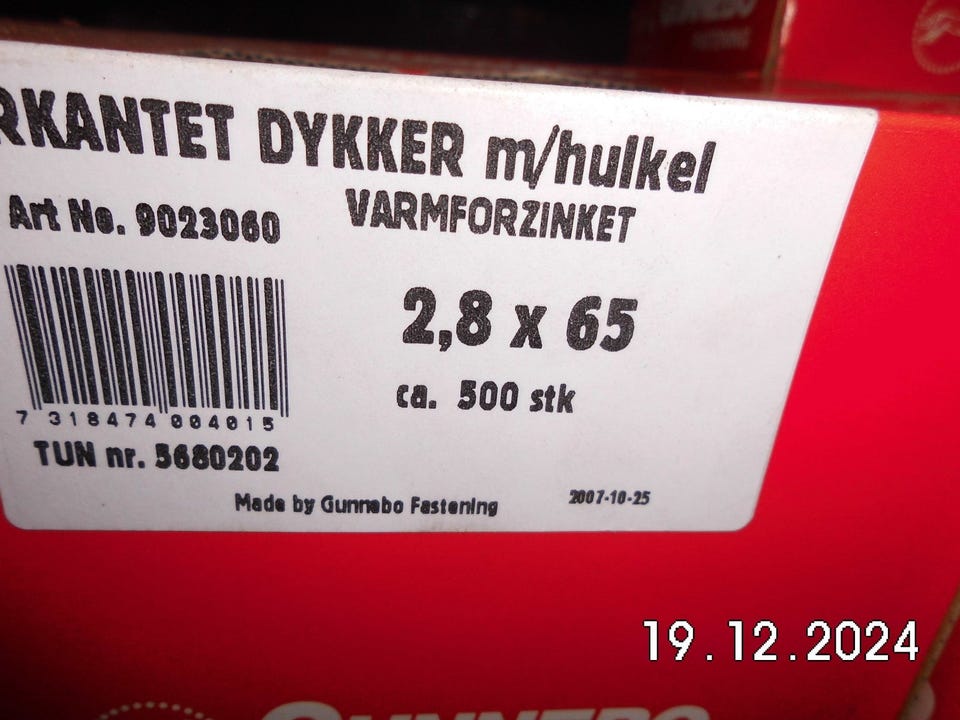 RKANTET DYKKER m/hulkel
Art No. 9023060
VARMFORZINKET
2,8 x 65
ca. 500 stk
7 318474 004015
TUN nr. 5680202
Made by Gunnebo Fastening
2007-10-25
19.12.2024
GUNNEBO